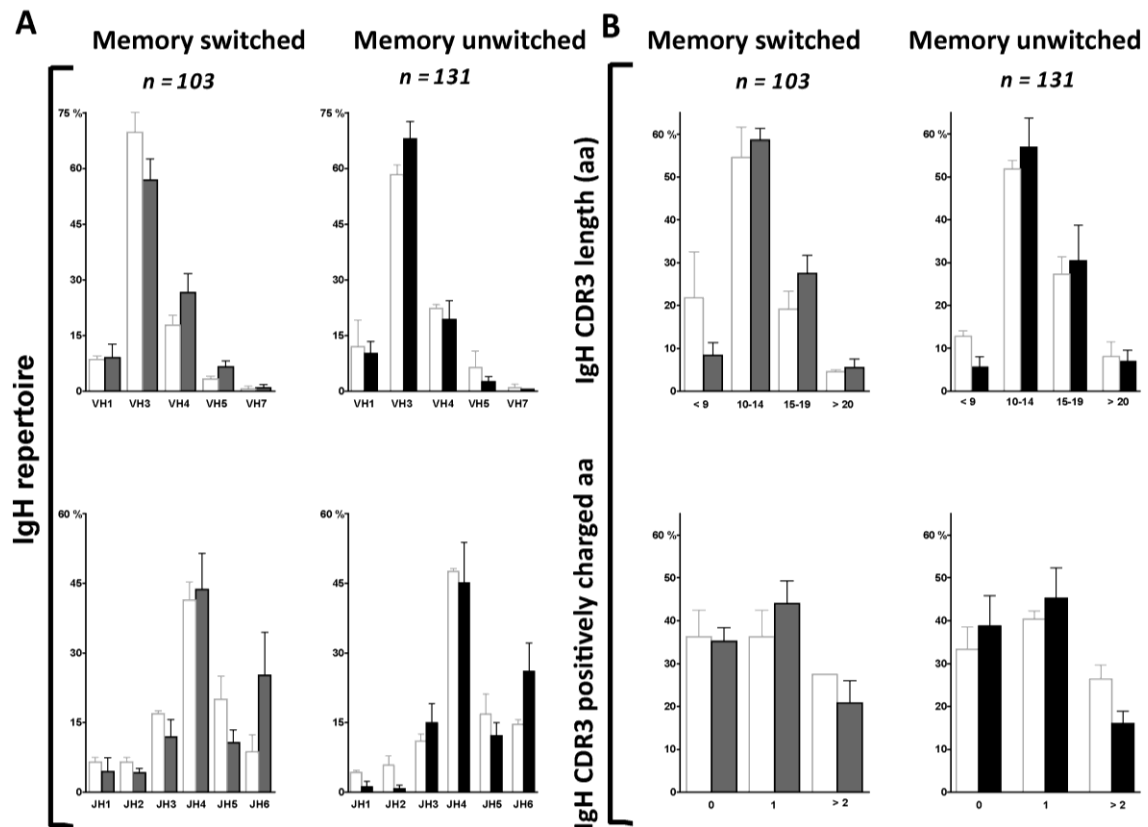 A
Memory switched
n = 103
Memory unwitched
n = 131
B
Memory switched
n = 103
Memory unwitched
n = 131
IgH repertoire
75 %
60
45
30
15
0
VH1 VH3 VH4 VH5 VH7
75 %
60
45
30
15
0
VH1 VH3 VH4 VH5 VH7
60 %
45
30
15
0
JH1 JH2 JH3 JH4 JH5 JH6
60 %
45
30
15
0
JH1 JH2 JH3 JH4 JH5 JH6
IgH CDR3 length (aa)
60 %
50
40
30
20
10
0
< 9 10-14 15-19 > 20
60 %
50
40
30
20
10
0
< 9 10-14 15-19 > 20
IgH CDR3 positively charged aa
60 %
50
40
30
20
10
0
0 1 > 2
60 %
50
40
30
20
10
0
0 1 > 2